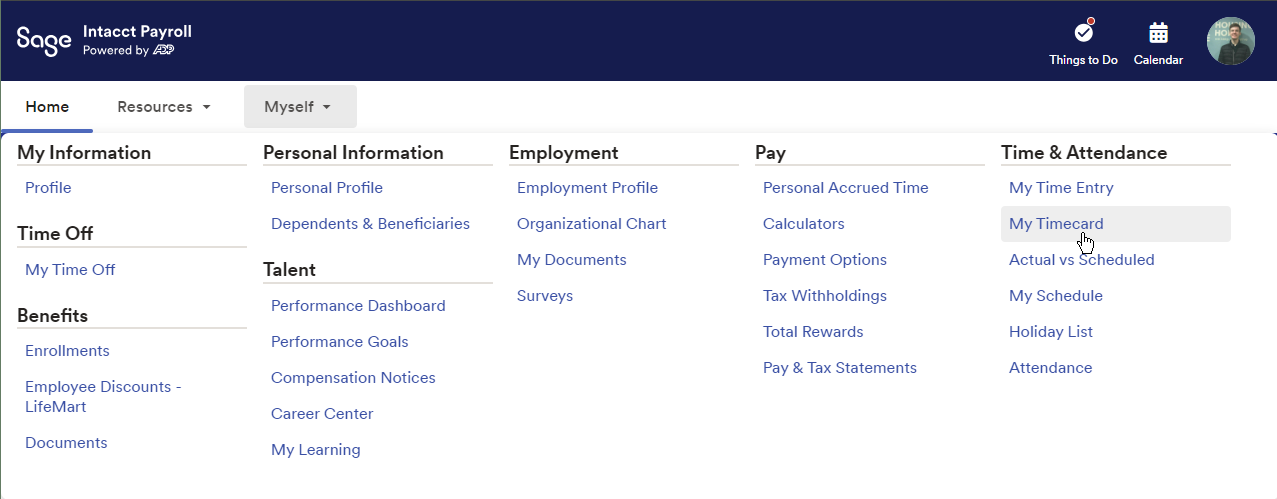 Sage
Intacct Payroll
Powered by ADP
Things to Do
Calendar
Home
Resources
Myself
My Information
Profile
Time Off
My Time Off
Benefits
Enrollments
Employee Discounts -
LifeMart
Documents
Personal Information
Personal Profile
Dependents & Beneficiaries
Talent
Performance Dashboard
Performance Goals
Compensation Notices
Career Center
My Learning
Employment
Employment Profile
Organizational Chart
My Documents
Surveys
Pay
Personal Accrued Time
Calculators
Payment Options
Tax Withholdings
Total Rewards
Pay & Tax Statements
Time & Attendance
My Time Entry
My Timecard
Actual vs Scheduled
My Schedule
Holiday List
Attendance